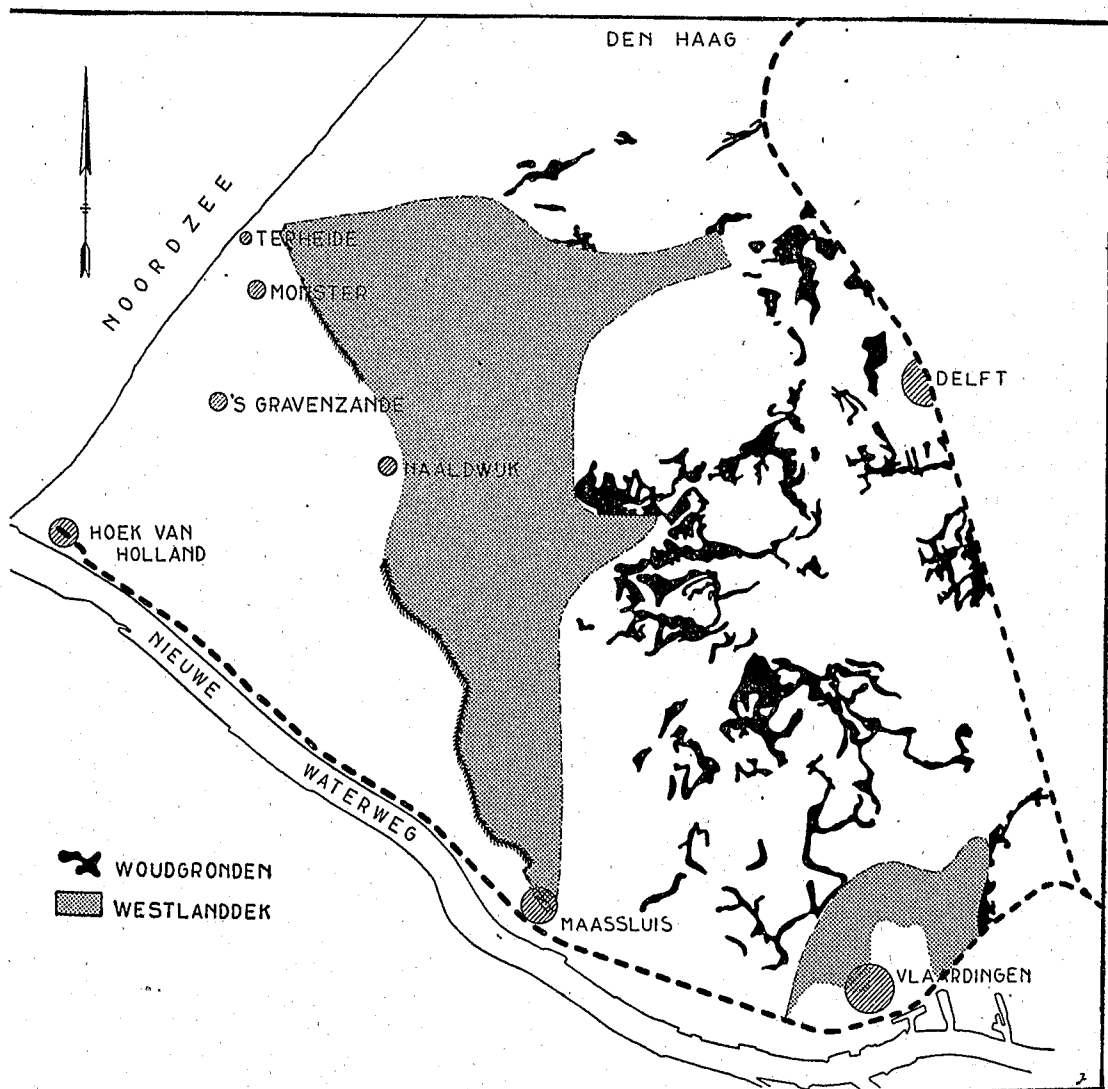 DEN HAAG
NOORDZEE
TERHEIDE
MONSTER
DELFT
'S GRAVENZANDE
NAALDWIJK
HOEK VAN
HOLLAND
NIEUWE
WATERWEG
WOUDGRONDEN
WESTLANDDEK
MAASSLUIS
VLAARDINGEN